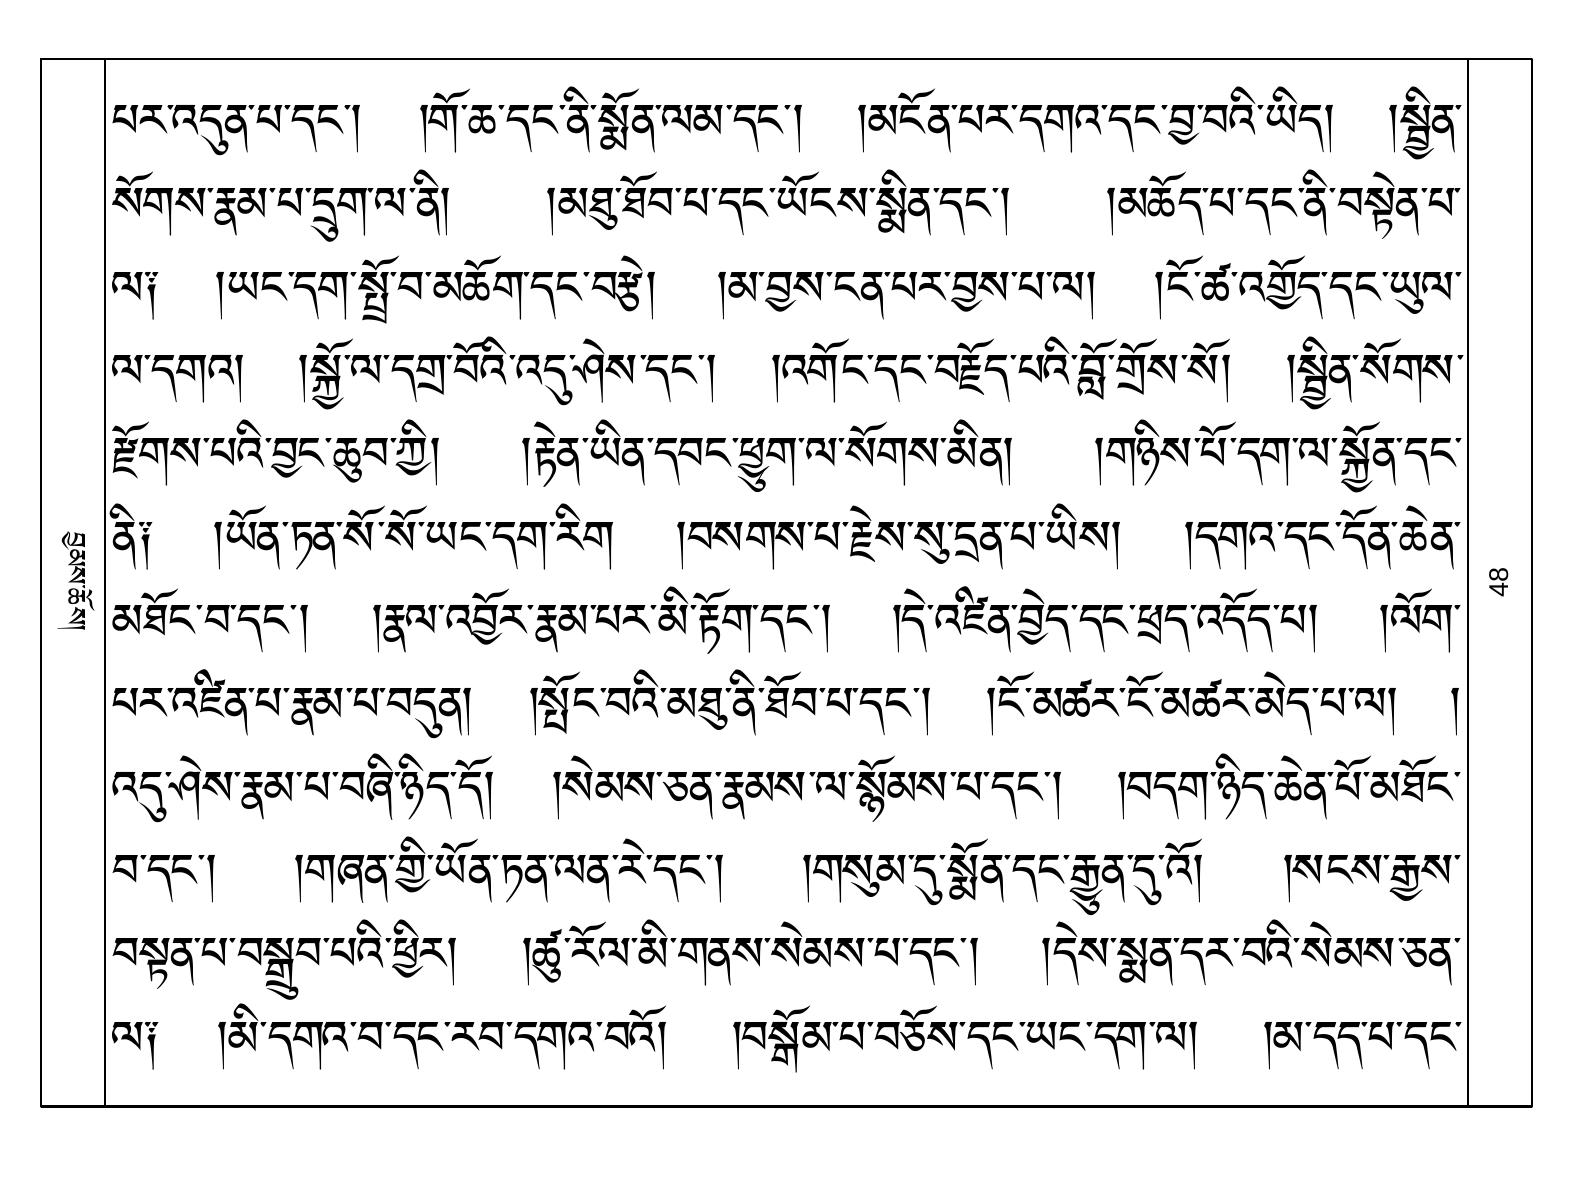 པར་འདུན་པ་དང་། །གོ་ཆ་དང་ནི་སྨོན་ལམ་དང་། །མངོན་པར་དགའ་དང་བྱ་བའི་ཡིད། །སྦྱིན་
སོགས་རྣམ་པ་དྲུག་ལ་ནི། །མཐུ་ཐོབ་པ་དང་ཡོངས་སྨིན་དང་། །མཆོད་པ་དང་ནི་བསྟེན་པ་
ལ༑ །ཡང་དག་སྤྲོ་བ་མཆོག་དང་བརྩེ། །མ་བྱས་ངན་པར་བྱས་པ་ལ། །ངོ་ཚ་འགྱོད་དང་ཡུལ་
ལ་དགའ། །སྐྱོ་ལ་དགྲ་བོའི་འདུ་ཤེས་དང་། །འགོང་དང་བརྗོད་པའི་བློ་གྲོས་སོ། །སྦྱིན་སོགས་
རྫོགས་པའི་བྱང་ཆུབ་ཀྱི། །རྟེན་ཡིན་དབང་ཕྱུག་ལ་སོགས་མིན། །གཉིས་པོ་དག་ལ་སྐྱོན་དང་
ནི༑ །ཡོན་ཏན་སོ་སོ་ཡང་དག་རིག །བསགས་པ་རྗེས་སུ་དྲན་པ་ཡིས། །དགའ་དང་དོན་ཆེན་
མཐོང་བ་དང་། །རྣལ་འབྱོར་རྣམ་པར་མི་རྟོག་དང་། །དེ་འཛིན་བྱེད་དང་ཕྲད་འདོད་པ། །ལོག་
པར་འཛིན་པ་རྣམ་པ་བདུན། །སྤོང་བའི་མཐུ་ནི་ཐོབ་པ་དང་། །ངོ་མཚར་ངོ་མཚར་མེད་པ་ལ། །
འདུ་ཤེས་རྣམ་པ་བཞི་ཉིད་དོ། །སེམས་ཅན་རྣམས་ལ་སྙོམས་པ་དང་། །བདག་ཉིད་ཆེན་པོ་མཐོང་
བ་དང་། །གཞན་གྱི་ཡོན་ཏན་ལན་རེ་དང་། །གསུམ་དུ་སྨོན་དང་རྒྱུན་དུ་འོ། །སངས་རྒྱས་
བསྟན་པ་བསྒྲུབ་པའི་ཕྱིར། །ཚུ་རོལ་མི་གནས་སེམས་པ་དང་། །དེས་སྨན་དར་བའི་སེམས་ཅན་
ལ༑ །མི་དགའ་བ་དང་རབ་དགའ་བའོ། །བསྒོམ་པ་བཅོས་དང་ཡང་དག་ལ། །མ་དད་པ་དང་
བྱམས་ཆོས།
48